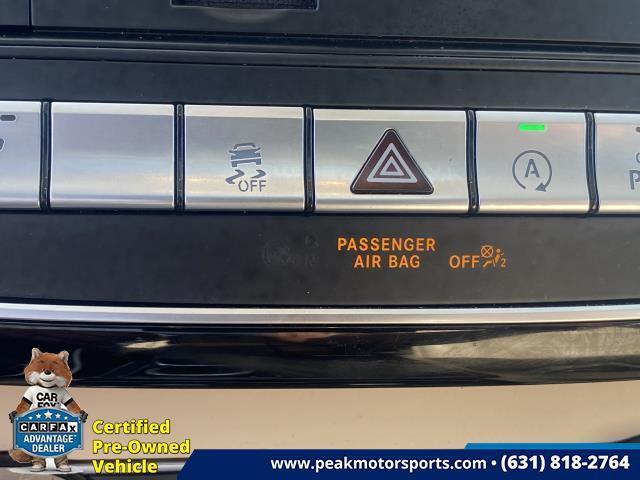 OFF
A
P
PASSENGER
AIR BAG OFF 2
CAR
FOX
CARFAX
ADVANTAGE
DEALER
Certified
Pre-Owned
Vehicle
www.peakmotorsports.com • (631) 818-2764